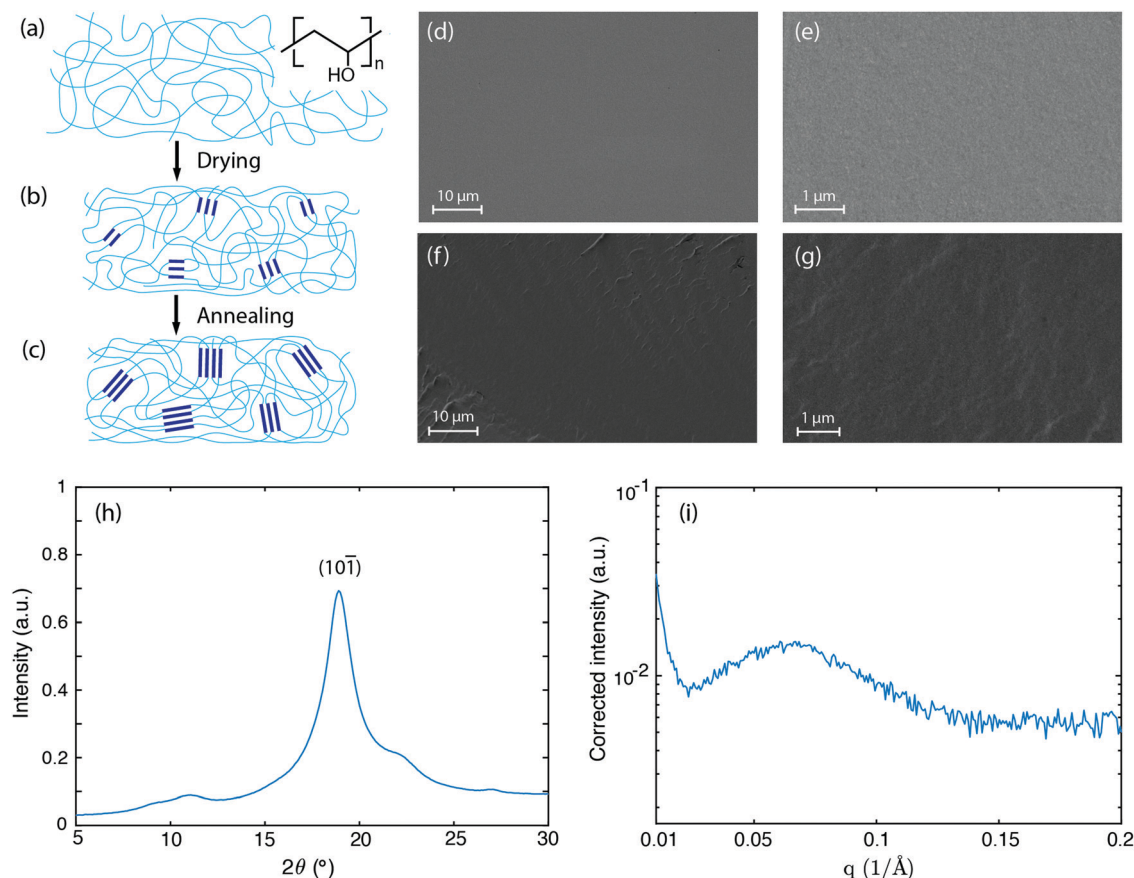 (a)
n
HO
Drying
(b)
Annealing
(c)
(d)
10 µm
(e)
1 µm
(f)
10 µm
(g)
1 µm
(h)
(101̅)
Intensity (a.u.)
1
0.8
0.6
0.4
0.2
0
5 10 15 20 25 30
2θ (°)
(i)
Corrected intensity (a.u.)
10⁻¹
10⁻²
0.01 0.05 0.1 0.15 0.2
q (1/Å)